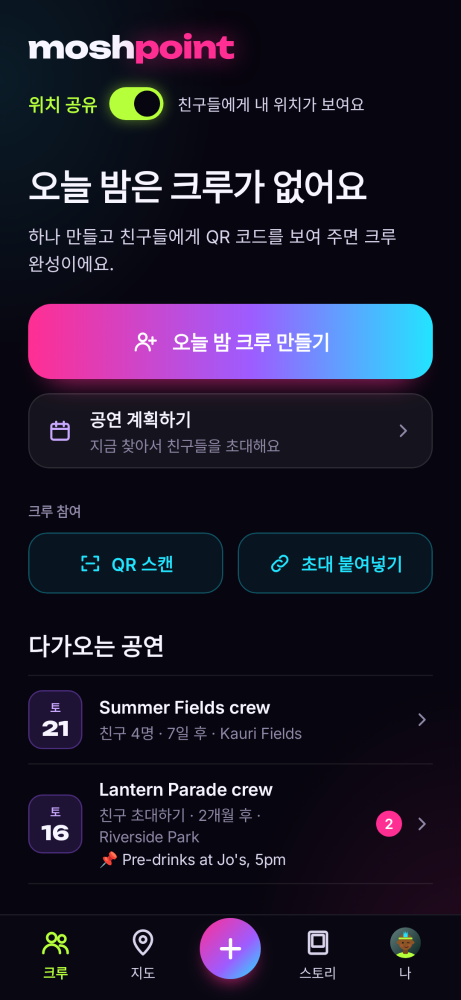 moshpoint
위치 공유
친구들에게 내 위치가 보여요
오늘 밤은 크루가 없어요
하나 만들고 친구들에게 QR 코드를 보여 주면 크루
완성이에요.
오늘 밤 크루 만들기
공연 계획하기
지금 찾아서 친구들을 초대해요
크루 참여
QR 스캔
초대 붙여넣기
다가오는 공연
토
21
Summer Fields crew
친구 4명 · 7일 후 · Kauri Fields
토
16
Lantern Parade crew
친구 초대하기 · 2개월 후 ·
Riverside Park
📌 Pre-drinks at Jo's, 5pm
2
크루
지도
스토리
나